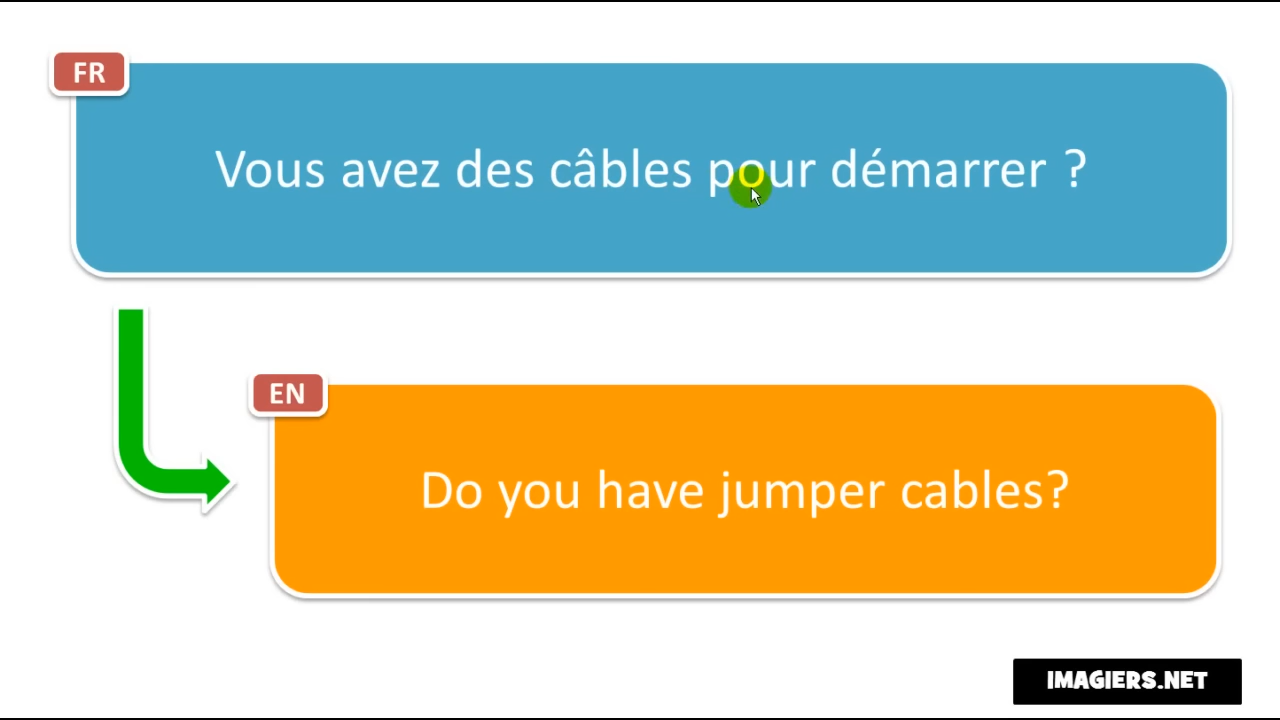 FR
Vous avez des câbles pour démarrer ?
EN
Do you have jumper cables?
IMAGIERS.NET